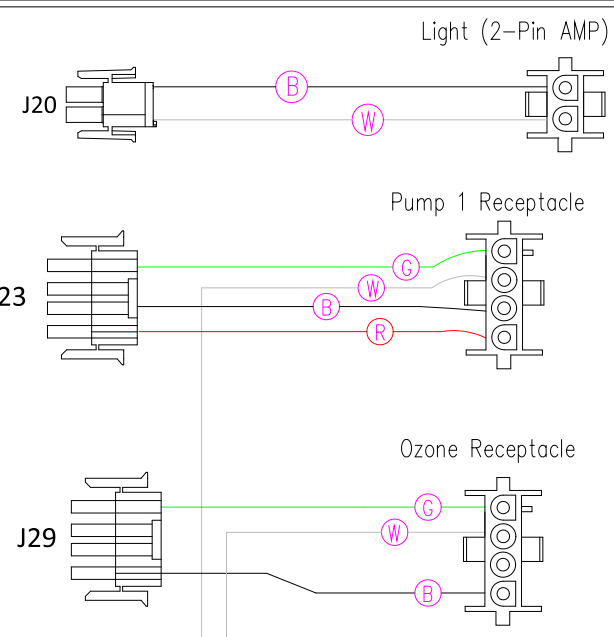 Light (2-Pin AMP)
J20
B
W
Pump 1 Receptacle
G
W
23
B
R
Ozone Receptacle
G
J29
W
B